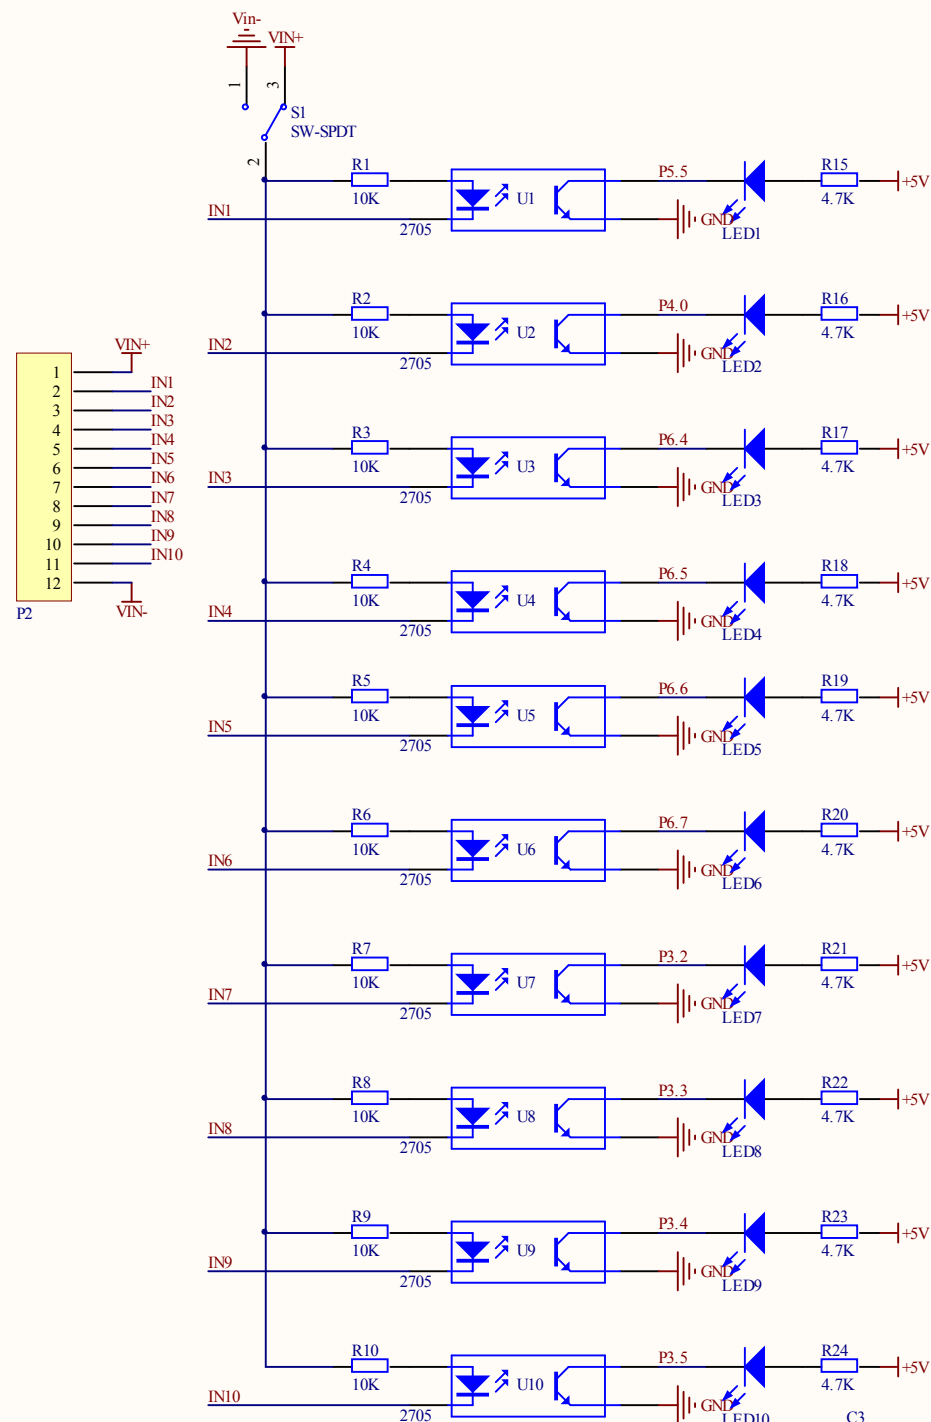 Vin-
VIN+
1
3
S1
SW-SPDT
2
R1
10K
IN1
2705
U1
P5.5
GND
LED1
R15
4.7K
+5V
R2
10K
IN2
2705
U2
P4.0
GND
LED2
R16
4.7K
+5V
VIN+
1
2 IN1
3 IN2
4 IN3
5 IN4
6 IN5
7 IN6
8 IN7
9 IN8
10 IN9
11 IN10
12
VIN-
P2
R3
10K
IN3
2705
U3
P6.4
GND
LED3
R17
4.7K
+5V
R4
10K
IN4
2705
U4
P6.5
GND
LED4
R18
4.7K
+5V
R5
10K
IN5
2705
U5
P6.6
GND
LED5
R19
4.7K
+5V
R6
10K
IN6
2705
U6
P6.7
GND
LED6
R20
4.7K
+5V
R7
10K
IN7
2705
U7
P3.2
GND
LED7
R21
4.7K
+5V
R8
10K
IN8
2705
U8
P3.3
GND
LED8
R22
4.7K
+5V
R9
10K
IN9
2705
U9
P3.4
GND
LED9
R23
4.7K
+5V
R10
10K
IN10
2705
U10
P3.5
GND
LED10
R24
4.7K
+5V
C3